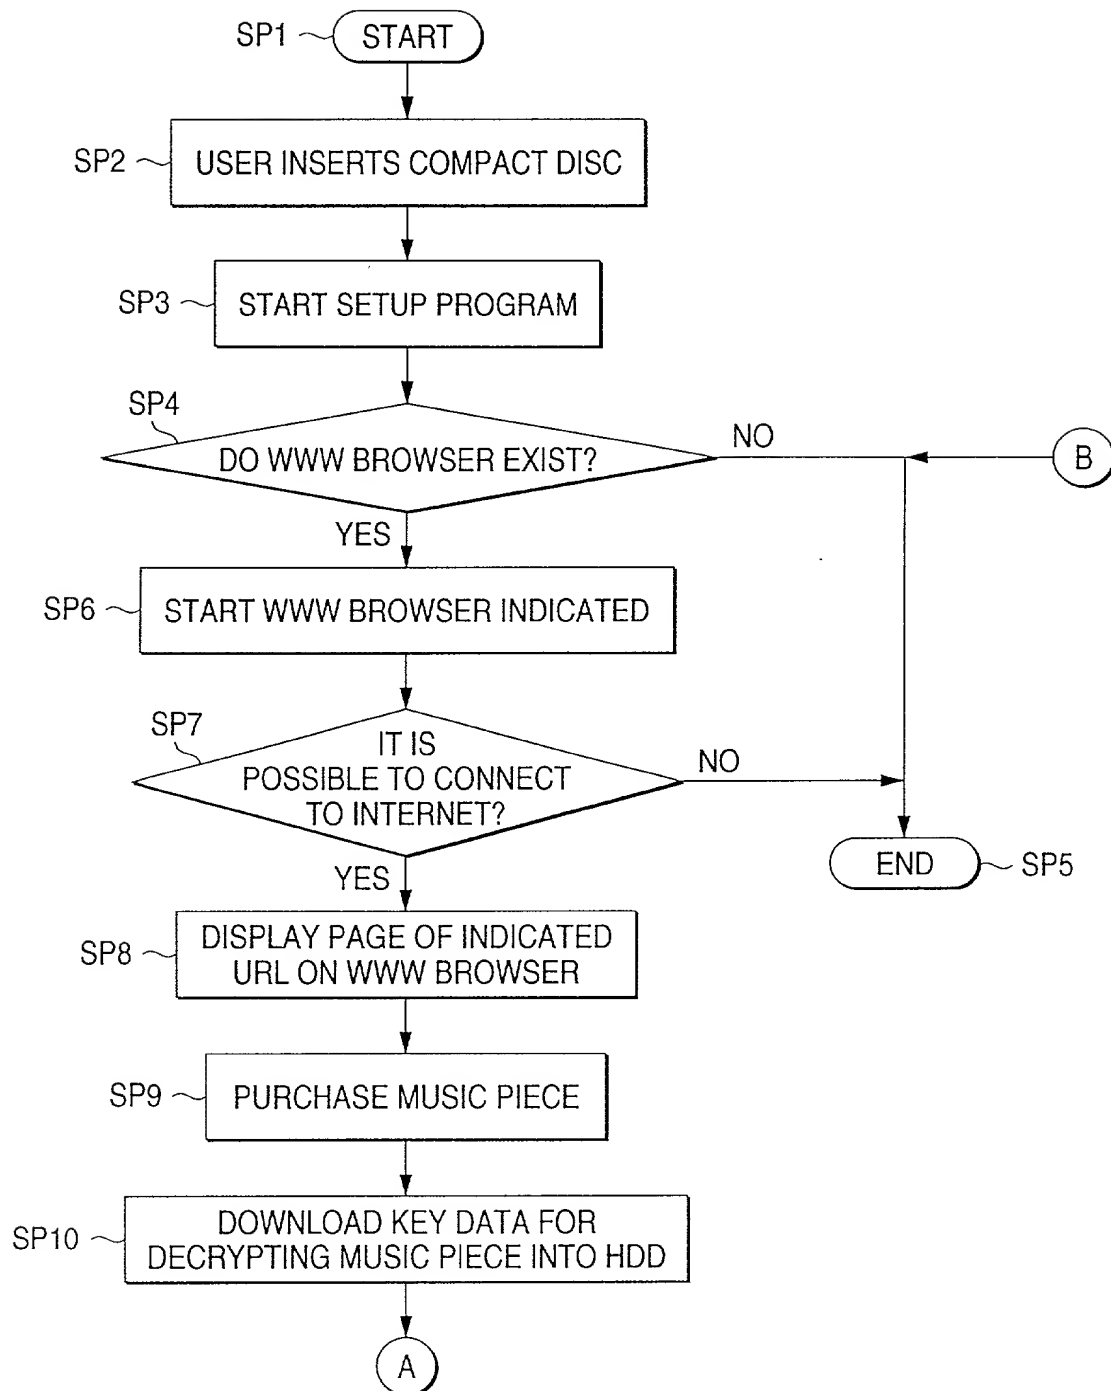 SP1
START
SP2
USER INSERTS COMPACT DISC
SP3
START SETUP PROGRAM
SP4
DO WWW BROWSER EXIST?
NO
B
YES
SP6
START WWW BROWSER INDICATED
SP7
IT IS
POSSIBLE TO CONNECT
TO INTERNET?
NO
YES
END
SP5
SP8
DISPLAY PAGE OF INDICATED
URL ON WWW BROWSER
SP9
PURCHASE MUSIC PIECE
SP10
DOWNLOAD KEY DATA FOR
DECRYPTING MUSIC PIECE INTO HDD
A